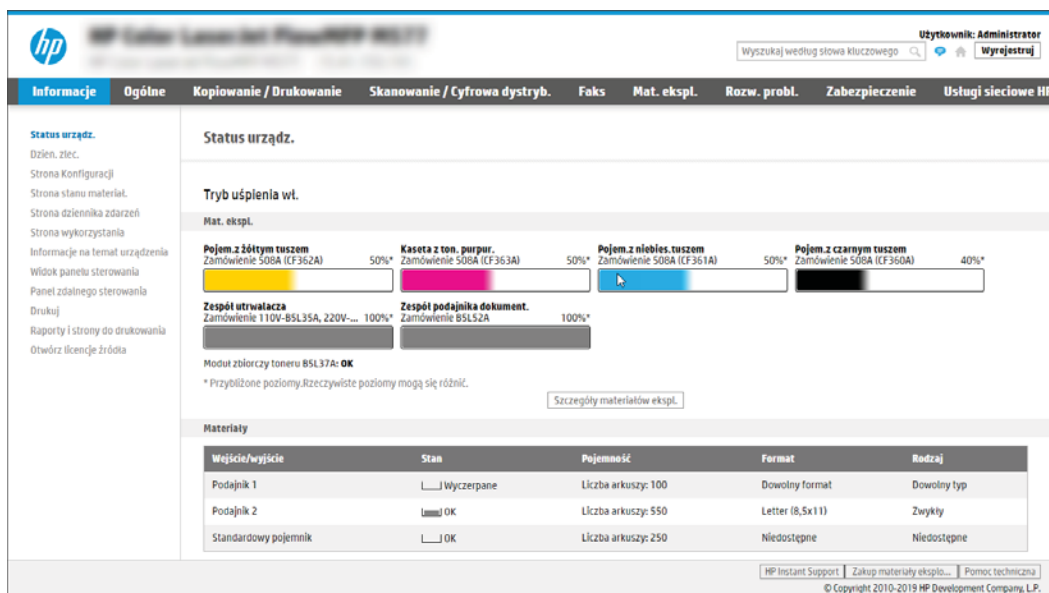 hp
Użytkownik: Administrator
Wyszukaj według słowa kluczowego
Wyrejestruj
Informacje Ogólne Kopiowanie / Drukowanie Skanowanie / Cyfrowa dystryb. Faks Mat. ekspl. Rozw. probl. Zabezpieczenie Usługi sieciowe HP
Status urządz.
Dzien. zlec.
Strona Konfiguracji
Strona stanu materiał.
Strona dziennika zdarzeń
Strona wykorzystania
Informacje na temat urządzenia
Widok panelu sterowania
Panel zdalnego sterowania
Drukuj
Raporty i strony do drukowania
Otwórz licencje źródła
Status urządz.
Tryb uśpienia wł.
Mat. ekspl.
Pojem.z żółtym tuszem
Zamówienie 508A (CF362A) 50%*
Kaseta z ton. purpur.
Zamówienie 508A (CF363A) 50%*
Pojem.z niebies.tuszem
Zamówienie 508A (CF361A) 50%*
Pojem.z czarnym tuszem
Zamówienie 508A (CF360A) 40%*
Zespół utrwalacza
Zamówienie 110V-B5L35A, 220V-... 100%*
Zespół podajnika dokument.
Zamówienie B5L52A 100%*
Moduł zbiorczy toneru B5L37A: OK
* Przybliżone poziomy.Rzeczywiste poziomy mogą się różnić.
Szczegóły materiałów ekspl.
Materiały
Wejście/wyjście Stan Pojemność Format Rodzaj
Podajnik 1 Wyczerpane Liczba arkuszy: 100 Dowolny format Dowolny typ
Podajnik 2 OK Liczba arkuszy: 550 Letter (8,5x11) Zwykły
Standardowy pojemnik OK Liczba arkuszy: 250 Niedostępne Niedostępne
HP Instant Support Zakup materiały eksplo... Pomoc techniczna
© Copyright 2010-2019 HP Development Company, L.P.